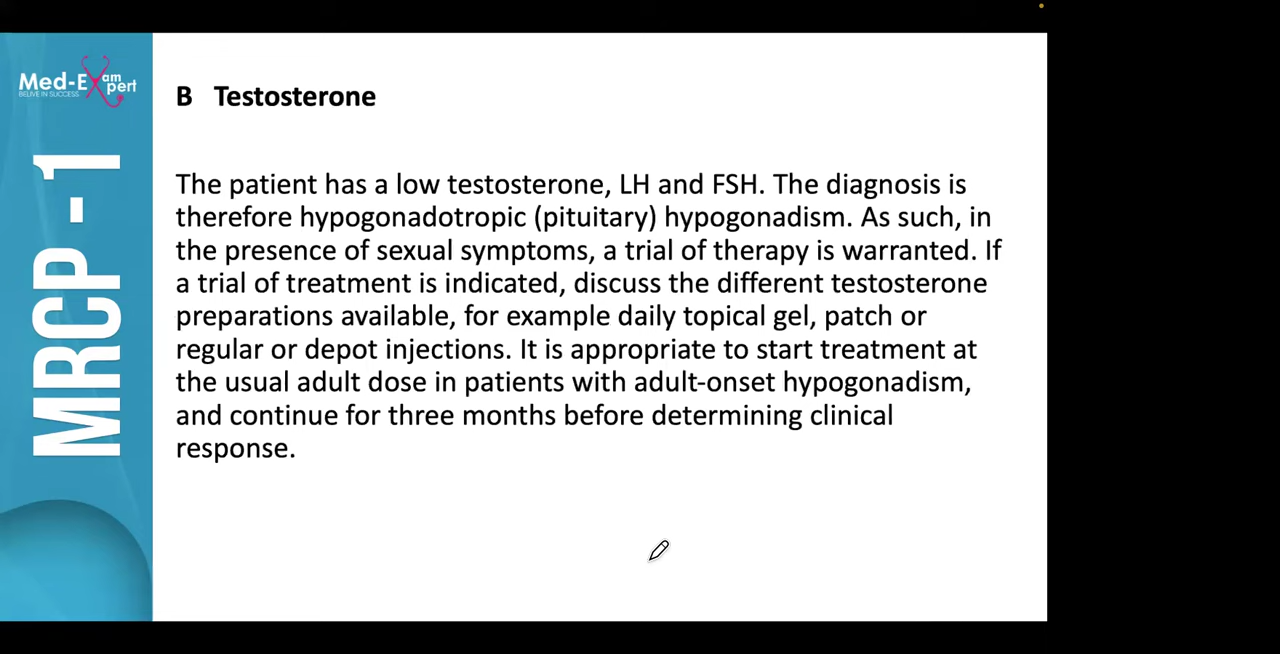 Med-Exam
pert
BELIVE IN SUCCESS
MRCP - 1
B Testosterone
The patient has a low testosterone, LH and FSH. The diagnosis is
therefore hypogonadotropic (pituitary) hypogonadism. As such, in
the presence of sexual symptoms, a trial of therapy is warranted. If
a trial of treatment is indicated, discuss the different testosterone
preparations available, for example daily topical gel, patch or
regular or depot injections. It is appropriate to start treatment at
the usual adult dose in patients with adult-onset hypogonadism,
and continue for three months before determining clinical
response.